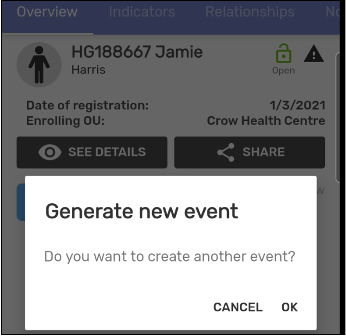 Overview Indicators Relationships No
HG188667 Jamie
Harris
Open
Date of registration: 1/3/2021
Enrolling OU: Crow Health Centre
SEE DETAILS SHARE
Generate new event
Do you want to create another event?
CANCEL OK